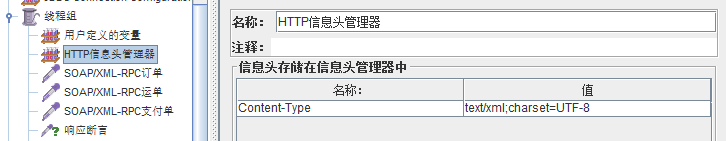 线程组
用户定义的变量
HTTP信息头管理器
SOAP/XML-RPC订单
SOAP/XML-RPC运单
SOAP/XML-RPC支付单
响应断言
名称: HTTP信息头管理器
注释:
信息头存储在信息头管理器中
名称: 值
Content-Type text/xml;charset=UTF-8